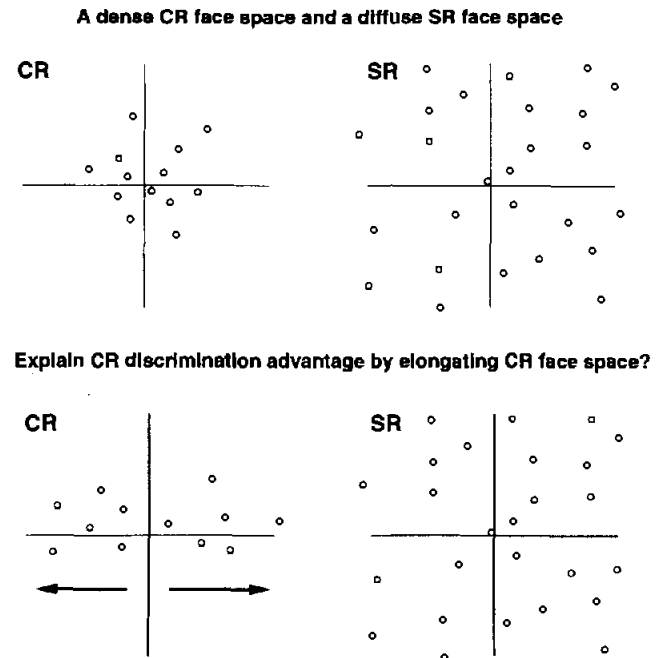 A dense CR face space and a diffuse SR face space
CR
SR
Explain CR discrimination advantage by elongating CR face space?
CR
SR